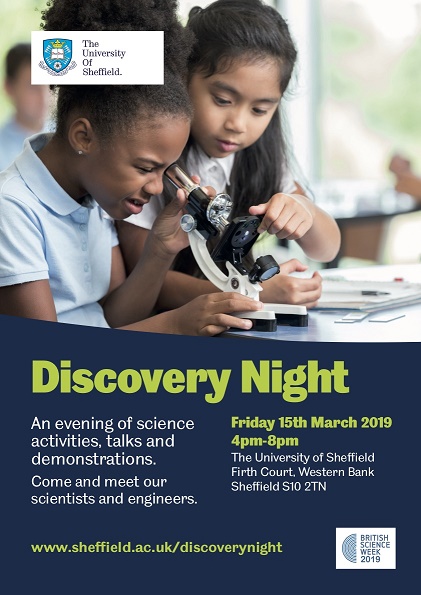 The
University
Of
Sheffield.
Discovery Night
An evening of science
activities, talks and
demonstrations.
Come and meet our
scientists and engineers.
Friday 15th March 2019
4pm-8pm
The University of Sheffield
Firth Court, Western Bank
Sheffield S10 2TN
www.sheffield.ac.uk/discoverynight
BRITISH
SCIENCE
WEEK
2019